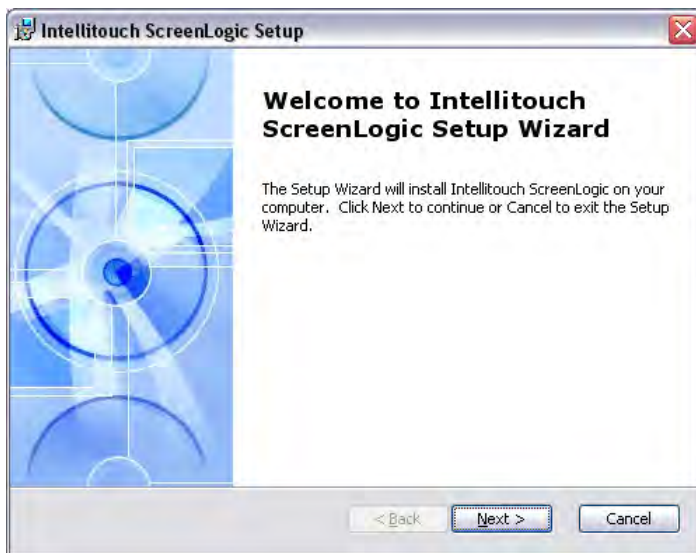 Intellitouch ScreenLogic Setup
Welcome to Intellitouch
ScreenLogic Setup Wizard
The Setup Wizard will install Intellitouch ScreenLogic on your
computer. Click Next to continue or Cancel to exit the Setup
Wizard.
< Back Next > Cancel